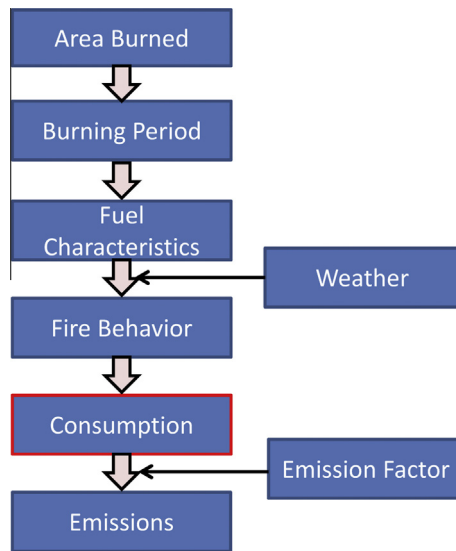 Area Burned
Burning Period
Fuel
Characteristics
Weather
Fire Behavior
Consumption
Emission Factor
Emissions